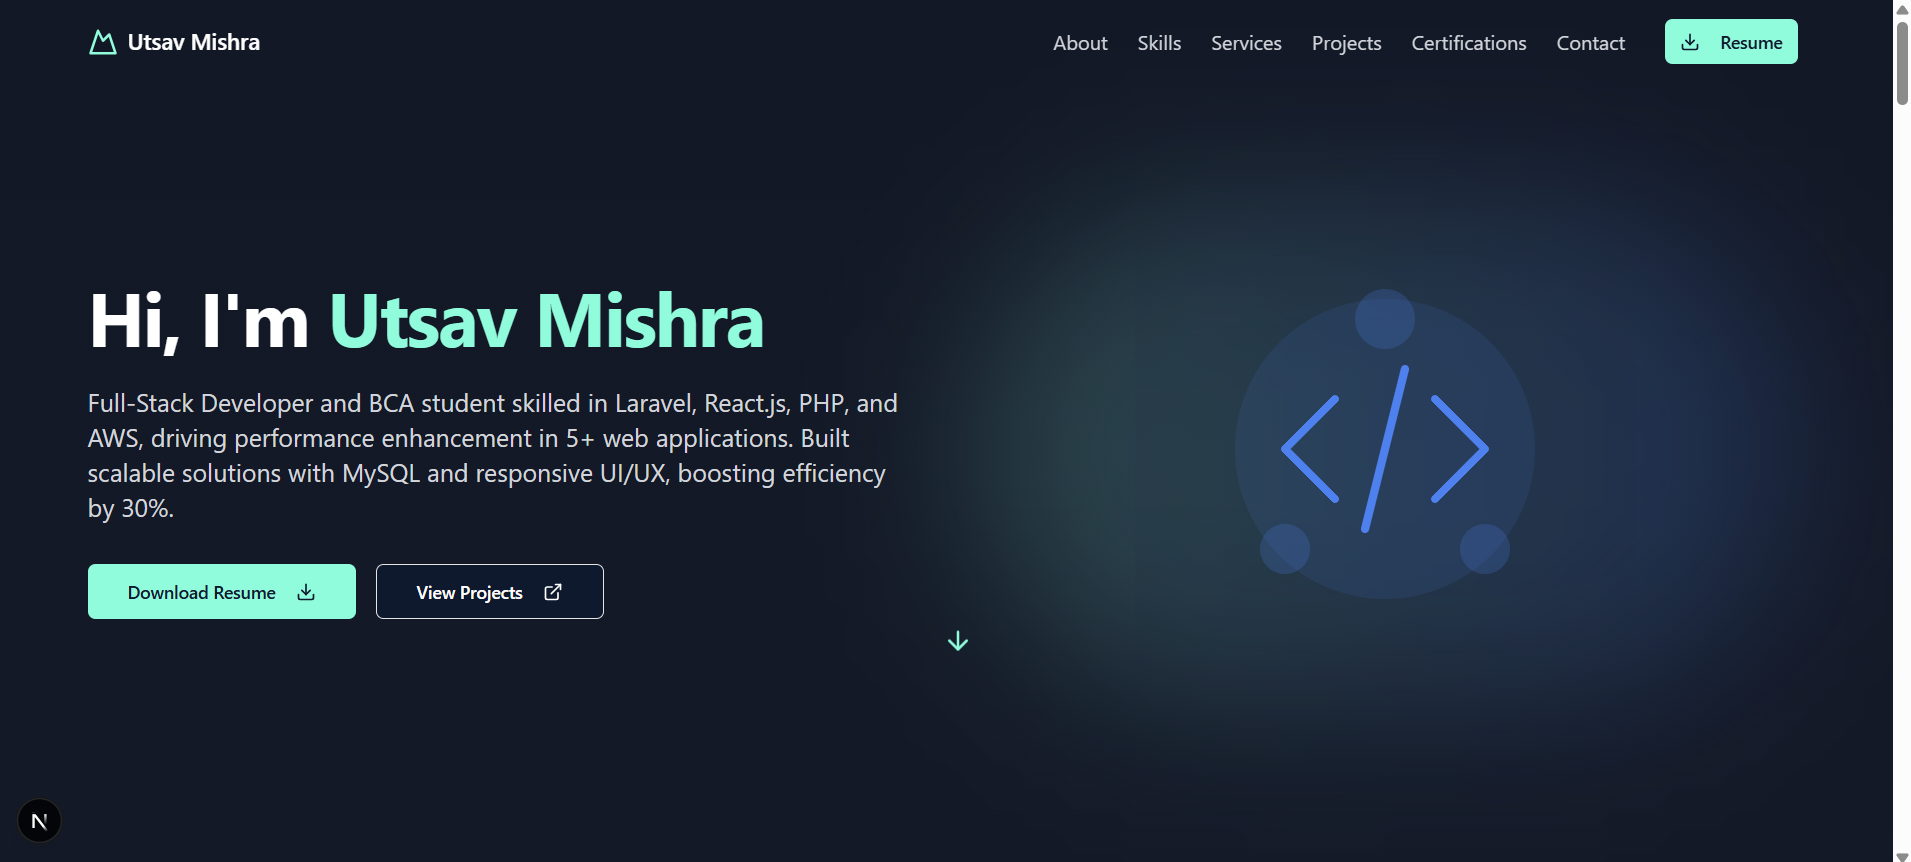 Utsav Mishra
About Skills Services Projects Certifications Contact Resume
Hi, I'm Utsav Mishra
Full-Stack Developer and BCA student skilled in Laravel, React.js, PHP, and
AWS, driving performance enhancement in 5+ web applications. Built
scalable solutions with MySQL and responsive UI/UX, boosting efficiency
by 30%.
Download Resume
View Projects
N